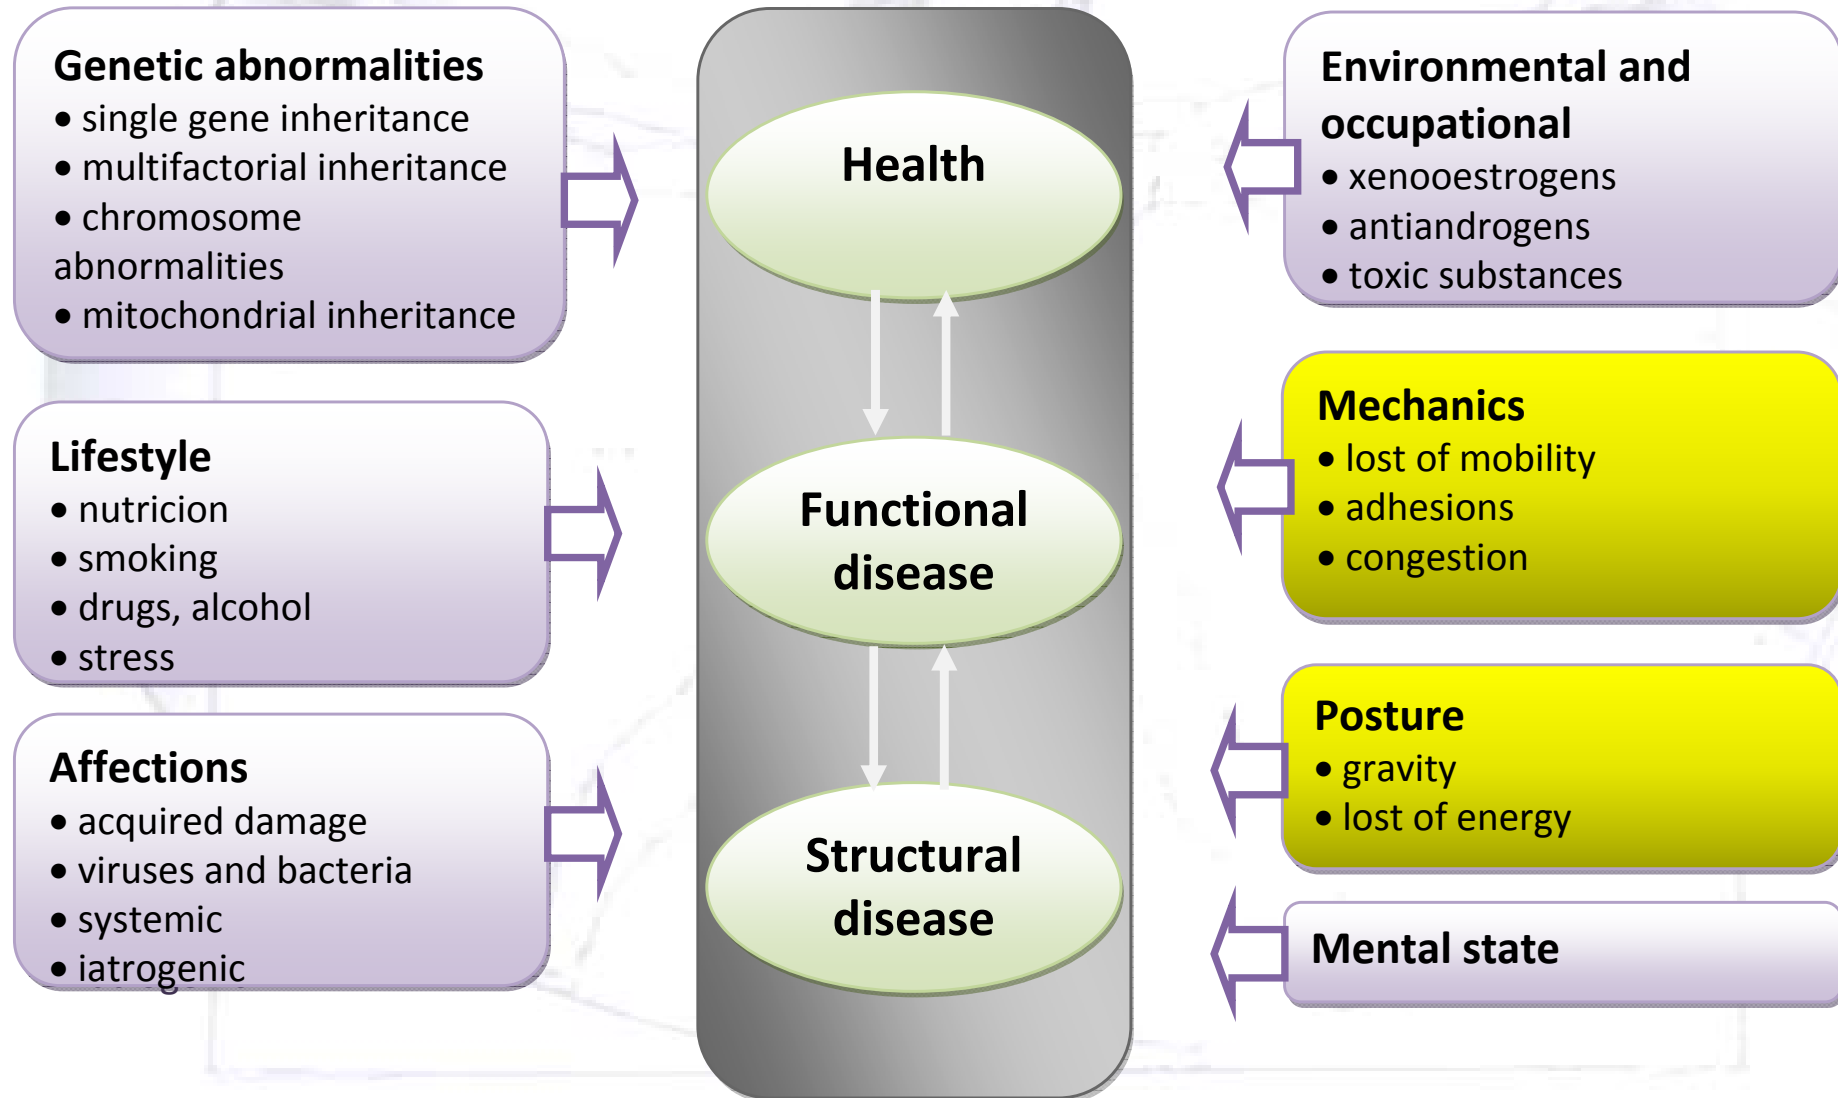 Genetic abnormalities
• single gene inheritance
• multifactorial inheritance
• chromosome
abnormalities
• mitochondrial inheritance
Lifestyle
• nutricion
• smoking
• drugs, alcohol
• stress
Affections
• acquired damage
• viruses and bacteria
• systemic
• iatrogenic
Health
Functional
disease
Structural
disease
Environmental and
occupational
• xenooestrogens
• antiandrogens
• toxic substances
Mechanics
• lost of mobility
• adhesions
• congestion
Posture
• gravity
• lost of energy
Mental state